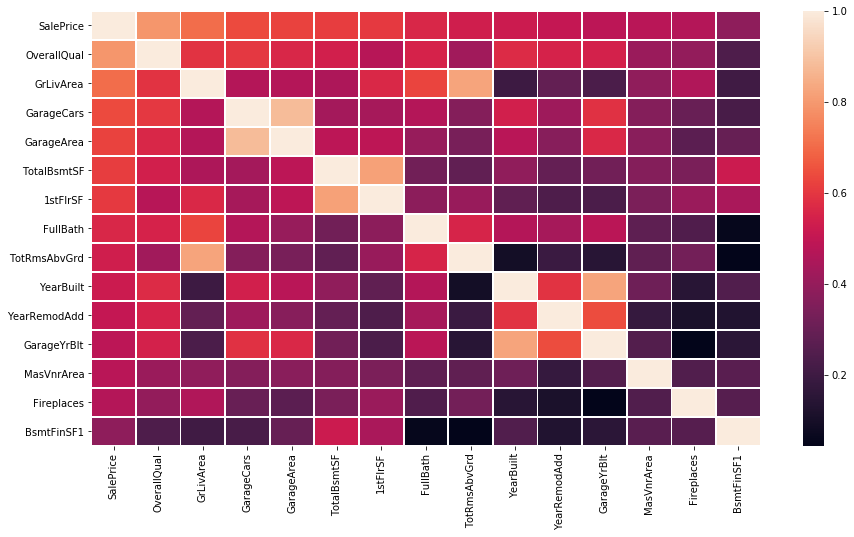 SalePrice
OverallQual
GrLivArea
GarageCars
GarageArea
TotalBsmtSF
1stFlrSF
FullBath
TotRmsAbvGrd
YearBuilt
YearRemodAdd
GarageYrBlt
MasVnrArea
Fireplaces
BsmtFinSF1
SalePrice
OverallQual
GrLivArea
GarageCars
GarageArea
TotalBsmtSF
1stFlrSF
FullBath
TotRmsAbvGrd
YearBuilt
YearRemodAdd
GarageYrBlt
MasVnrArea
Fireplaces
BsmtFinSF1
1.0
0.8
0.6
0.4
0.2